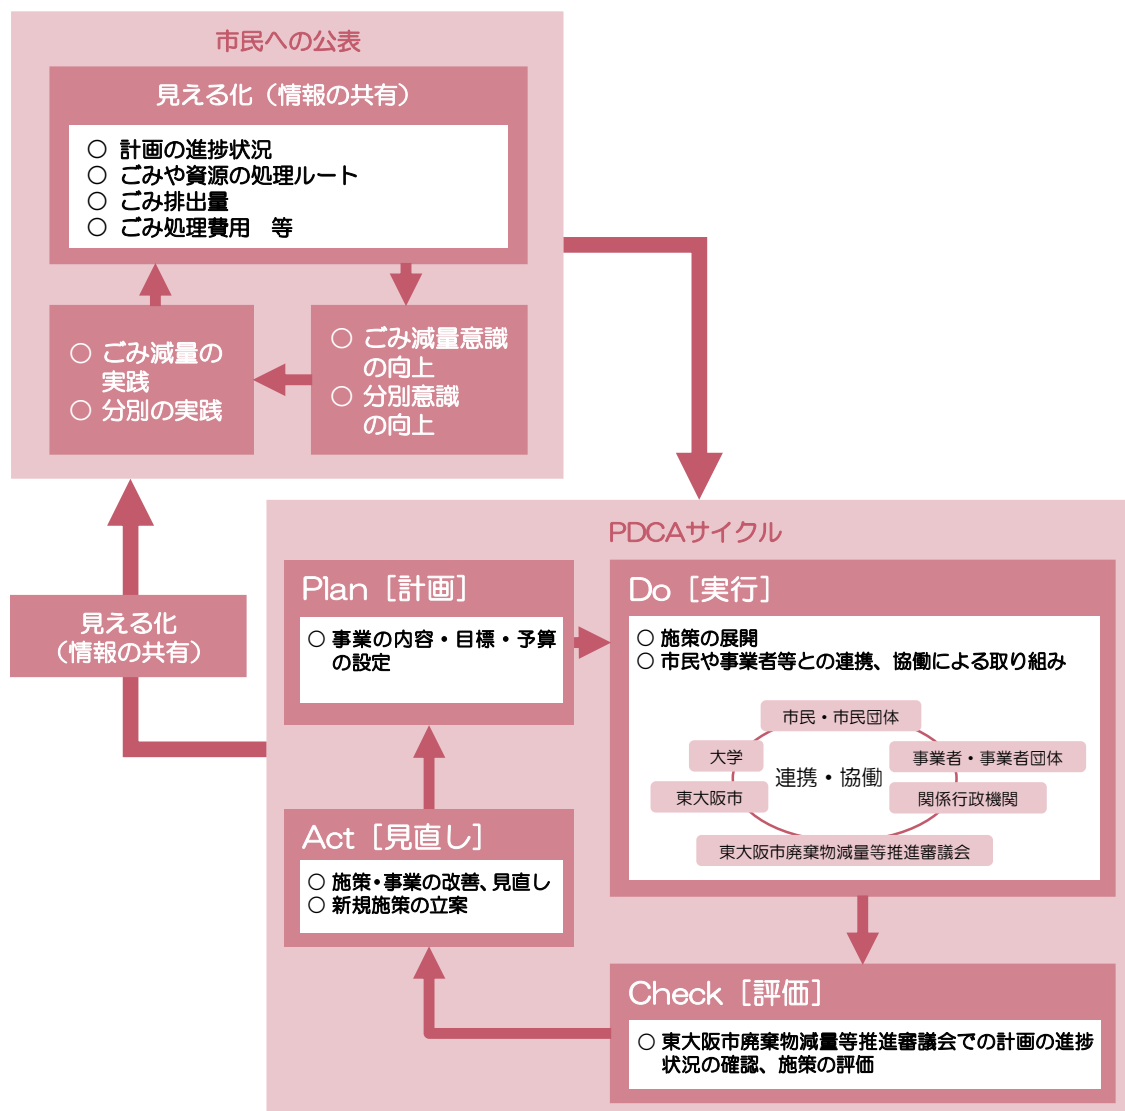 市民への公表
見える化（情報の共有）
○ 計画の進捗状況
○ ごみや資源の処理ルート
○ ごみ排出量
○ ごみ処理費用　等
○ ごみ減量の
実践
○ 分別の実践
○ ごみ減量意識
の向上
○ 分別意識
の向上
見える化
（情報の共有）
PDCAサイクル
Plan［計画］
○ 事業の内容・目標・予算
の設定
Do［実行］
○ 施策の展開
○ 市民や事業者等との連携、協働による取り組み
市民・市民団体
大学
事業者・事業者団体
連携・協働
東大阪市
関係行政機関
東大阪市廃棄物減量等推進審議会
Act［見直し］
○ 施策・事業の改善、見直し
○ 新規施策の立案
Check［評価］
○ 東大阪市廃棄物減量等推進審議会での計画の進捗
状況の確認、施策の評価